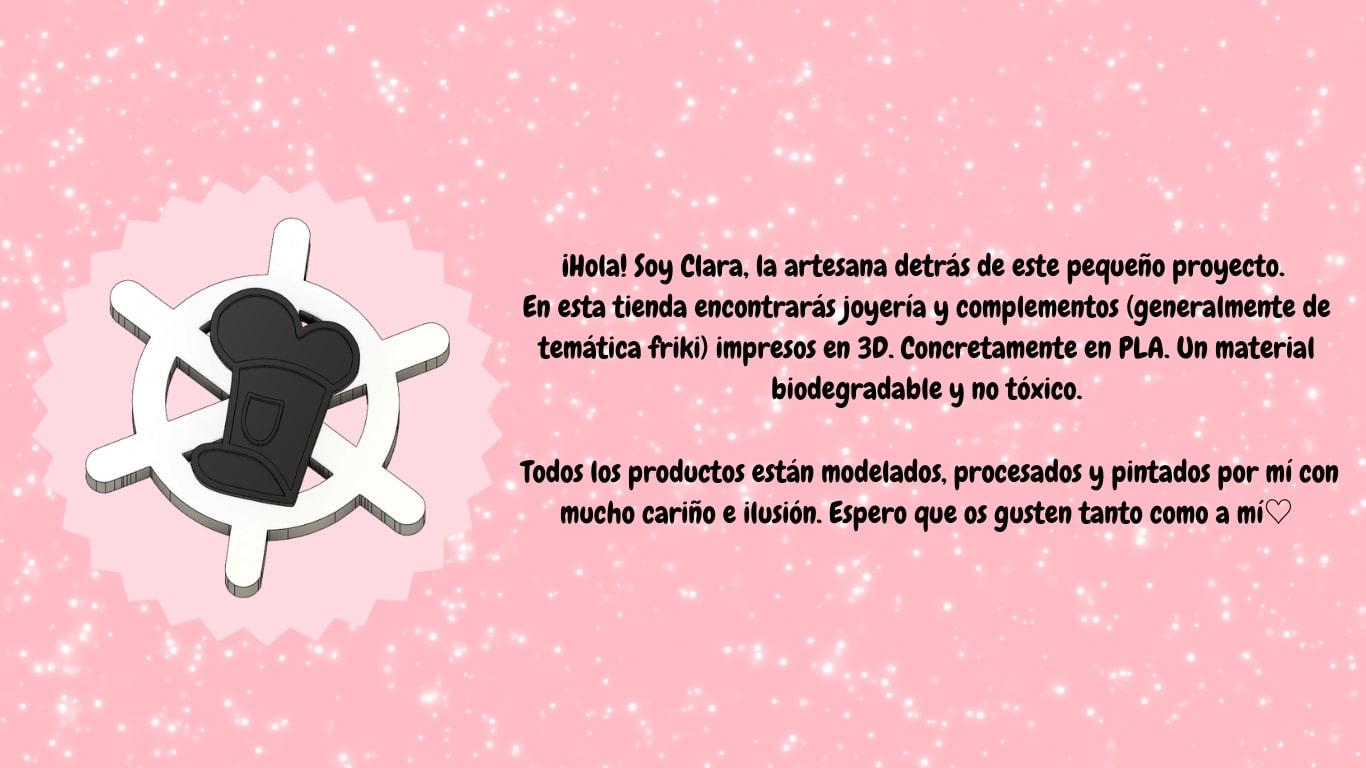 ¡Hola! Soy Clara, la artesana detrás de este pequeño proyecto.
En esta tienda encontrarás joyería y complementos (generalmente de
temática friki) impresos en 3D. Concretamente en PLA. Un material
biodegradable y no tóxico.
Todos los productos están modelados, procesados y pintados por mí con
mucho cariño e ilusión. Espero que os gusten tanto como a mí♡